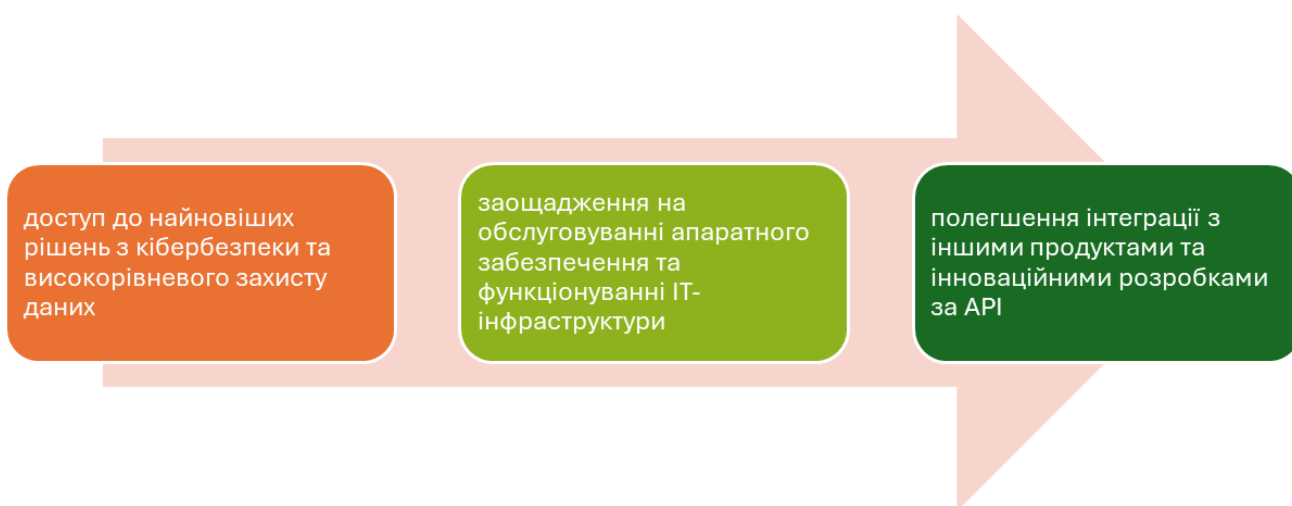 доступ до найновіших
рішень з кібербезпеки та
високорівневого захисту
даних
заощадження на
обслуговуванні апаратного
забезпечення та
функціонуванні ІТ-
інфраструктури
полегшення інтеграції з
іншими продуктами та
інноваційними розробками
за АРІ